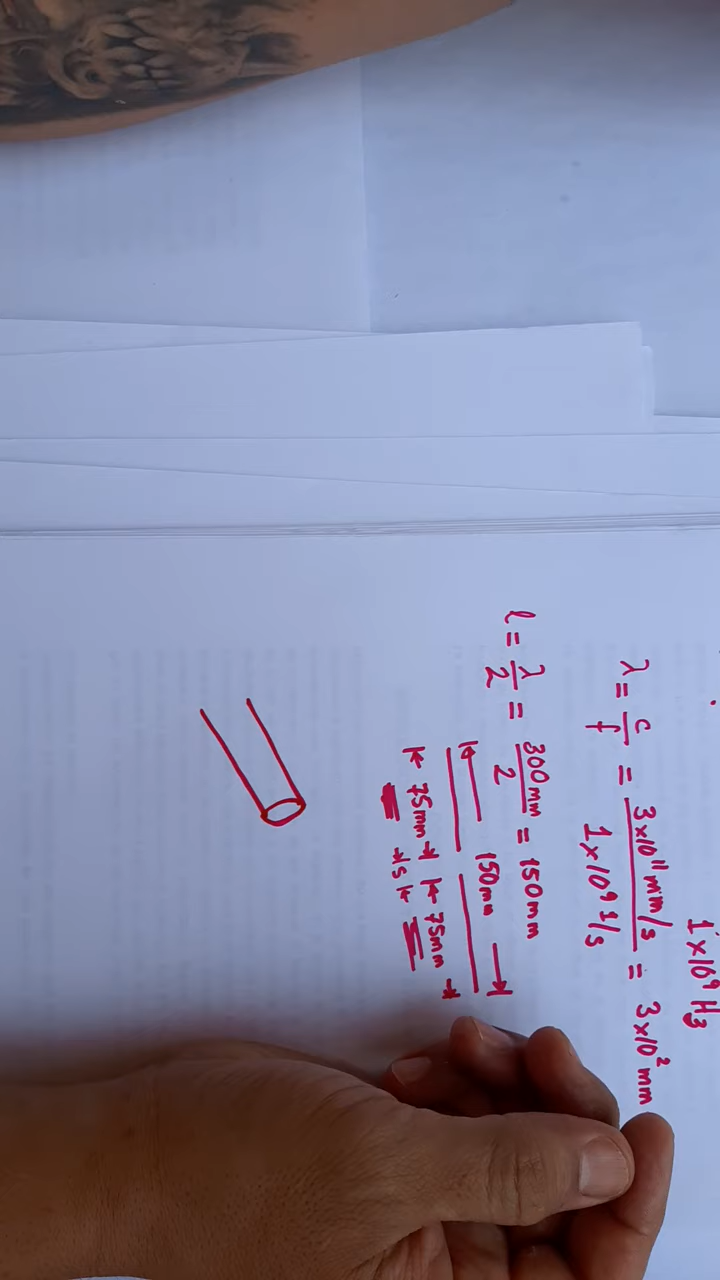 1×10⁹ Hz
λ = c/f = 3×10¹¹ mm/s / 1×10⁹ 1/s = 3×10² mm
l = λ/2 = 300mm/2 = 150mm
150mm
75mm 75mm
s